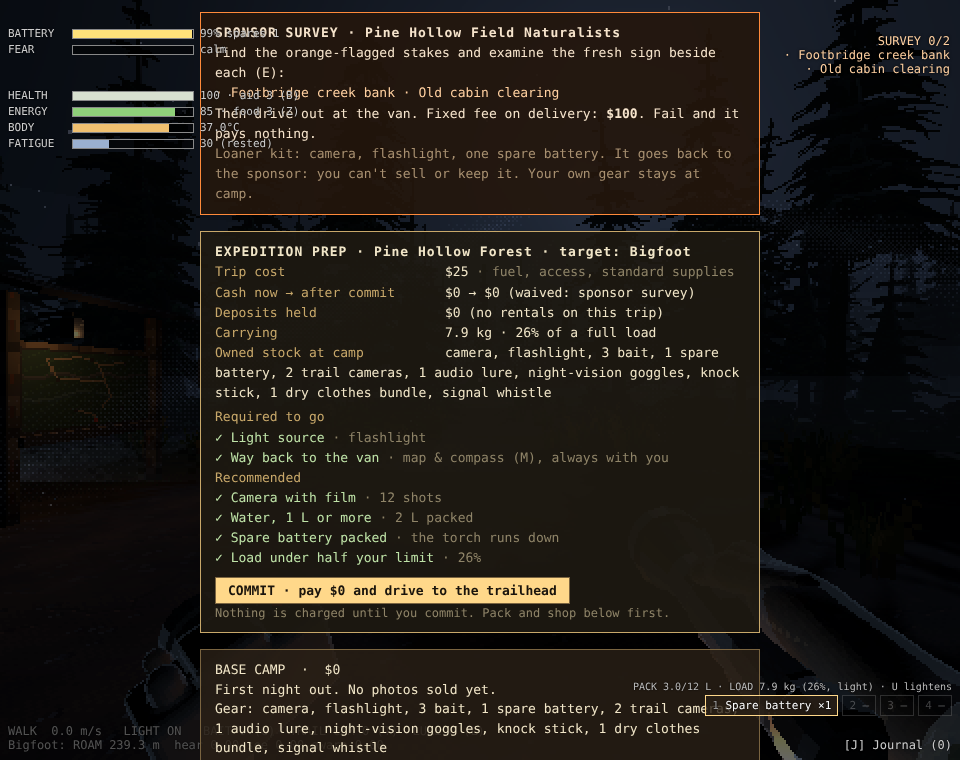 BATTERY
FEAR
HEALTH 100
ENERGY 85
BODY 37.0°C
FATIGUE 30 (rested)
SPONSOR SURVEY · Pine Hollow Field Naturalists
Find the orange-flagged stakes and examine the fresh sign beside
each (E):
· Footbridge creek bank · Old cabin clearing
Then drive out at the van. Fixed fee on delivery: $100. Fail and it
pays nothing.
Loaner kit: camera, flashlight, one spare battery. It goes back to
the sponsor: you can't sell or keep it. Your own gear stays at
camp.
SURVEY 0/2
· Footbridge creek bank
· Old cabin clearing
EXPEDITION PREP · Pine Hollow Forest · target: Bigfoot
Trip cost $25 · fuel, access, standard supplies
Cash now → after commit $0 → $0 (waived: sponsor survey)
Deposits held $0 (no rentals on this trip)
Carrying 7.9 kg · 26% of a full load
Owned stock at camp camera, flashlight, 3 bait, 1 spare
battery, 2 trail cameras, 1 audio lure, night-vision goggles, knock
stick, 1 dry clothes bundle, signal whistle
Required to go
✓ Light source · flashlight
✓ Way back to the van · map & compass (M), always with you
Recommended
✓ Camera with film · 12 shots
✓ Water, 1 L or more · 2 L packed
✓ Spare battery packed · the torch runs down
✓ Load under half your limit · 26%
COMMIT · pay $0 and drive to the trailhead
Nothing is charged until you commit. Pack and shop below first.
BASE CAMP · $0
First night out. No photos sold yet.
Gear: camera, flashlight, 3 bait, 1 spare battery, 2 trail cameras,
1 audio lure, night-vision goggles, knock stick, 1 dry clothes
bundle, signal whistle
PACK 3.0/12 L · LOAD 7.9 kg (26%, light) · U lightens
1 Spare battery ×1 2 — 3 — 4 —
WALK 0.0 m/s LIGHT ON
Bigfoot: ROAM 239.3 m
[J] Journal (0)